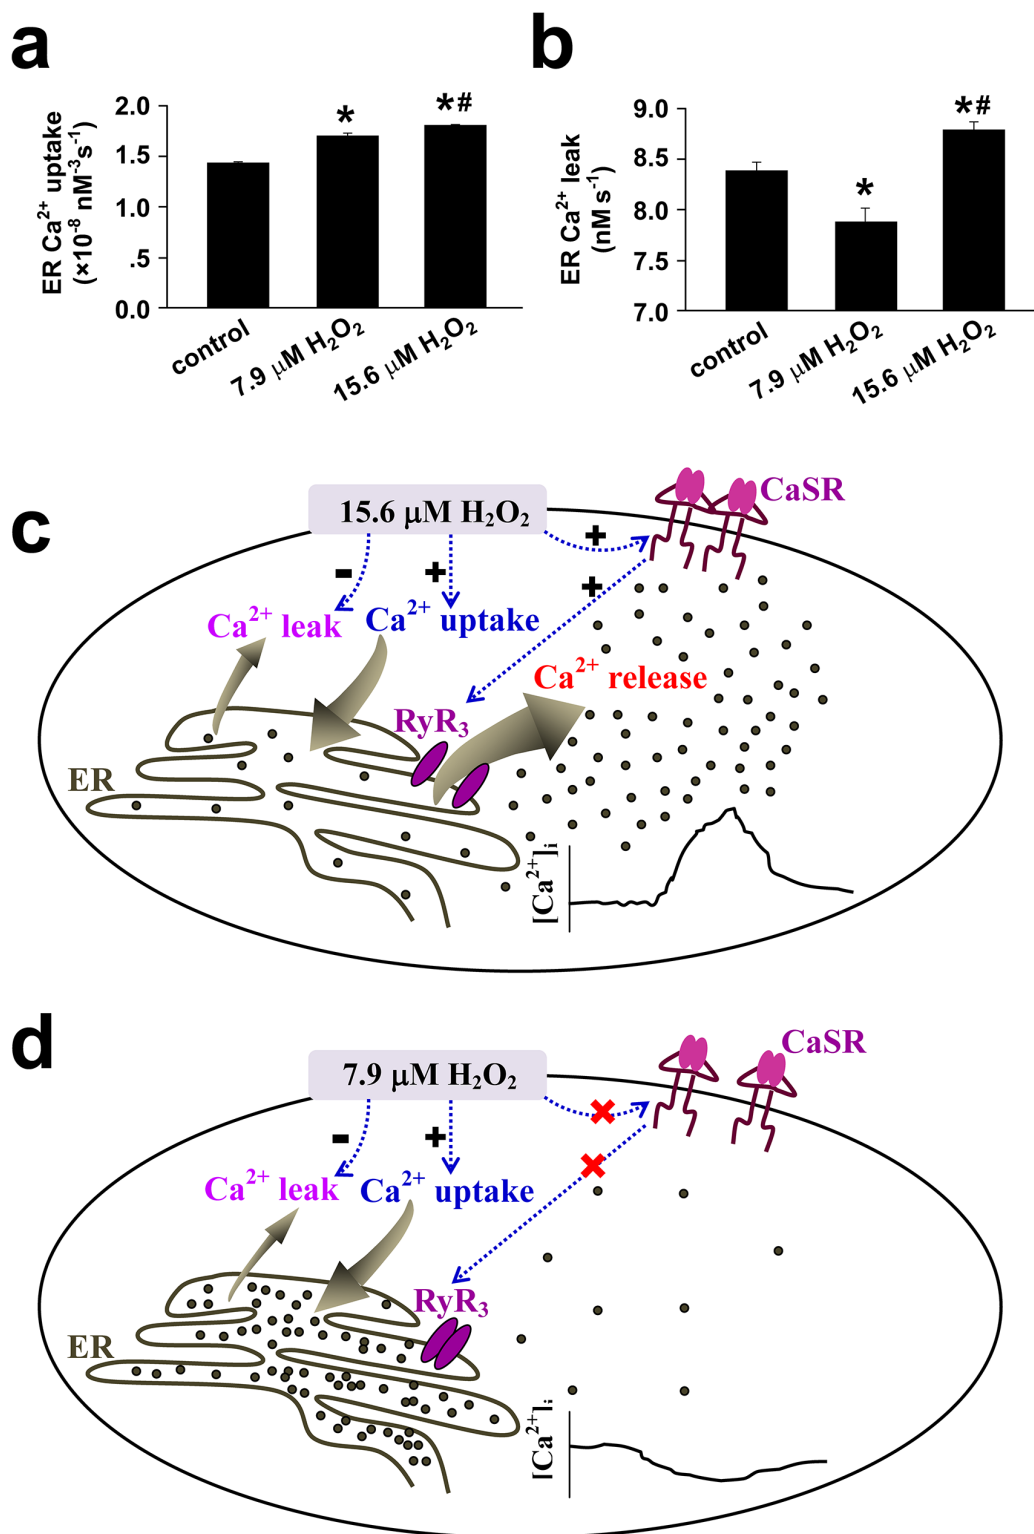 a
ER Ca²⁺ uptake
(×10⁻⁸ nM⁻³s⁻¹)
2.0
1.5
1.0
.5
0.0
*
*#
control
7.9 μM H₂O₂
15.6 μM H₂O₂
b
ER Ca²⁺ leak
(nM s⁻¹)
9.0
8.5
8.0
7.5
7.0
*
*#
control
7.9 μM H₂O₂
15.6 μM H₂O₂
c
15.6 μM H₂O₂
CaSR
+
-
+
+
Ca²⁺ leak
Ca²⁺ uptake
Ca²⁺ release
RyR₃
ER
[Ca²⁺]ᵢ
d
7.9 μM H₂O₂
CaSR
-
+
Ca²⁺ leak
Ca²⁺ uptake
RyR₃
ER
[Ca²⁺]ᵢ